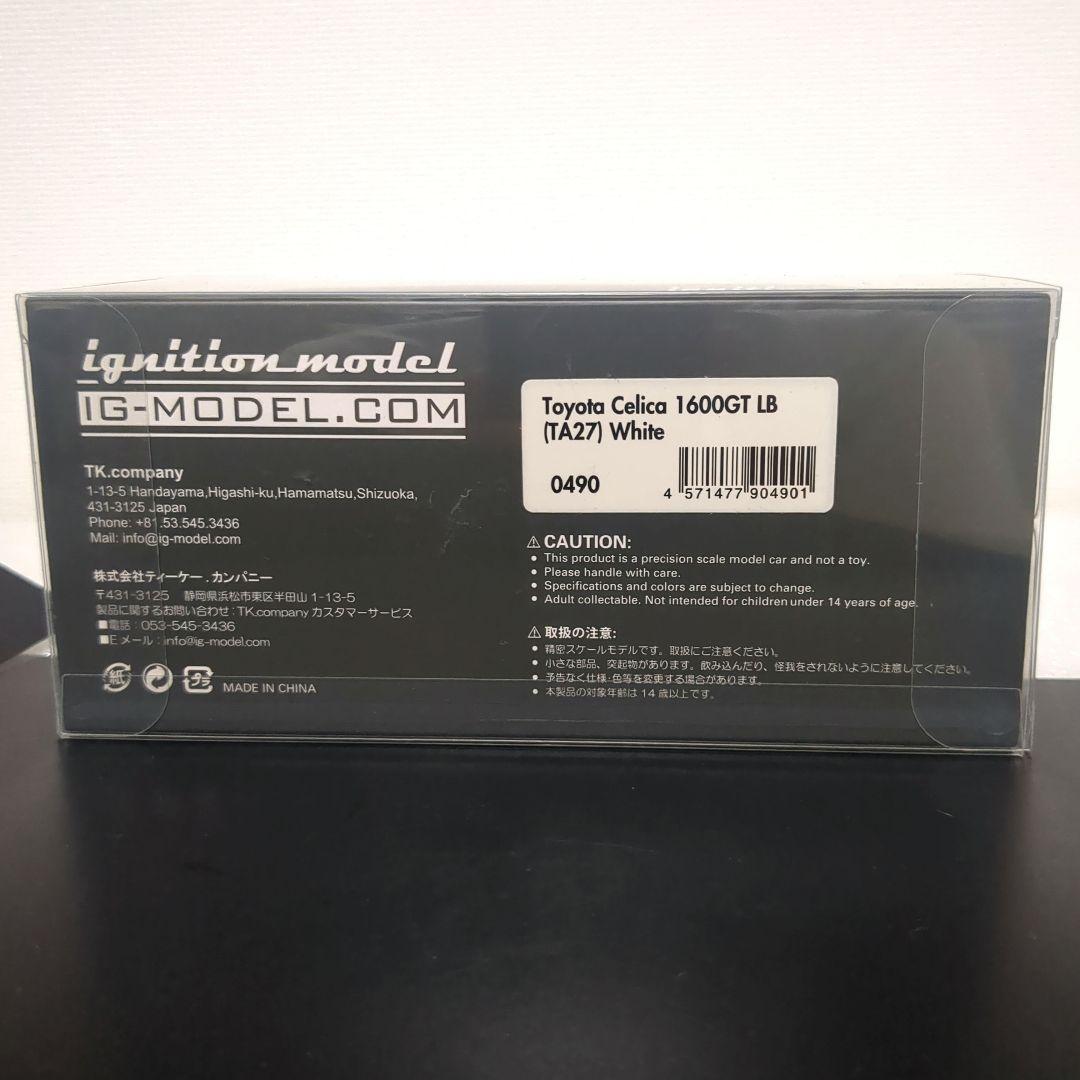 ignition model
IG-MODEL.COM
TK.company
1-13-5 Handayama,Higashi-ku,Hamamatsu,Shizuoka,
431-3125 Japan
Phone: +81.53.545.3436
Mail: info@ig-model.com
株式会社ティーケー.カンパニー
〒431-3125 静岡県浜松市東区半田山 1-13-5
製品に関するお問い合わせ:TK.company カスタマーサービス
■電話:053-545-3436
■Eメール:info@ig-model.com
紙
プラ
MADE IN CHINA
Toyota Celica 1600GT LB
(TA27) White
0490
4 571477 904901
⚠ CAUTION:
• This product is a precision scale model car and not a toy.
• Please handle with care.
• Specifications and colors are subject to change.
• Adult collectable. Not intended for children under 14 years of age.
⚠ 取扱の注意:
• 精密スケールモデルです。取扱にご注意ください。
• 小さな部品、突起物があります。飲み込んだり、怪我をされないように注意してください。
• 予告なく仕様·色等を変更する場合があります。
• 本製品の対象年齢は 14 歳以上です。